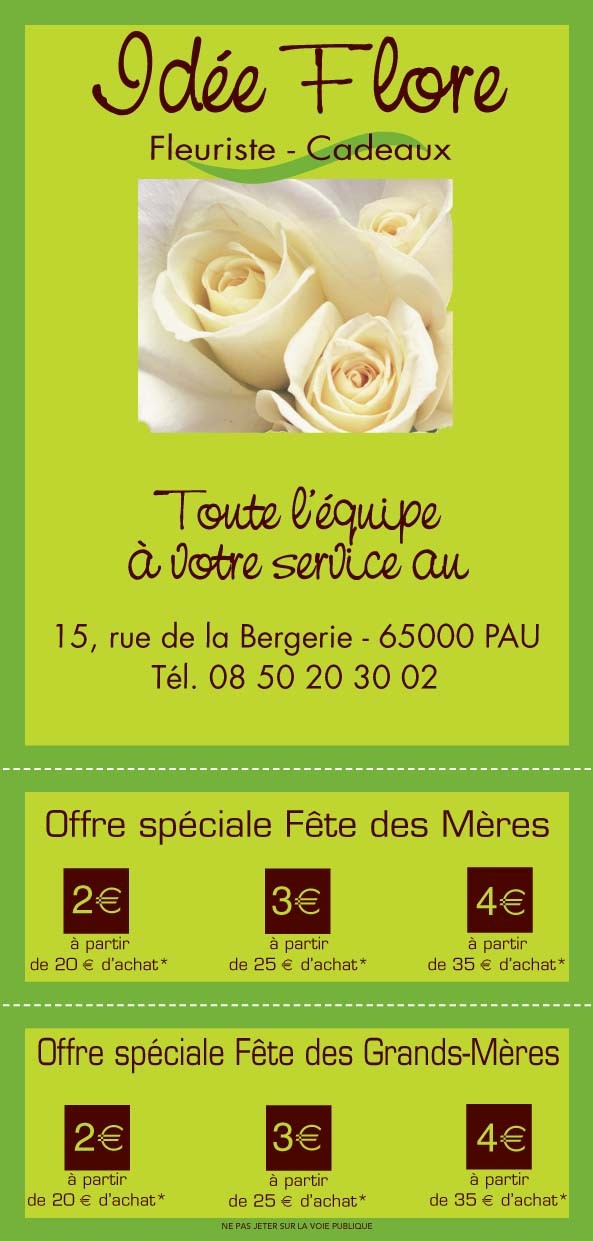 Idée Flore
Fleuriste - Cadeaux
Toute l'équipe
à votre service au
15, rue de la Bergerie - 65000 PAU
Tél. 08 50 20 30 02
Offre spéciale Fête des Mères
2€ 3€ 4€
à partir à partir à partir
de 20 € d'achat* de 25 € d'achat* de 35 € d'achat*
Offre spéciale Fête des Grands-Mères
2€ 3€ 4€
à partir à partir à partir
de 20 € d'achat* de 25 € d'achat* de 35 € d'achat*
NE PAS JETER SUR LA VOIE PUBLIQUE